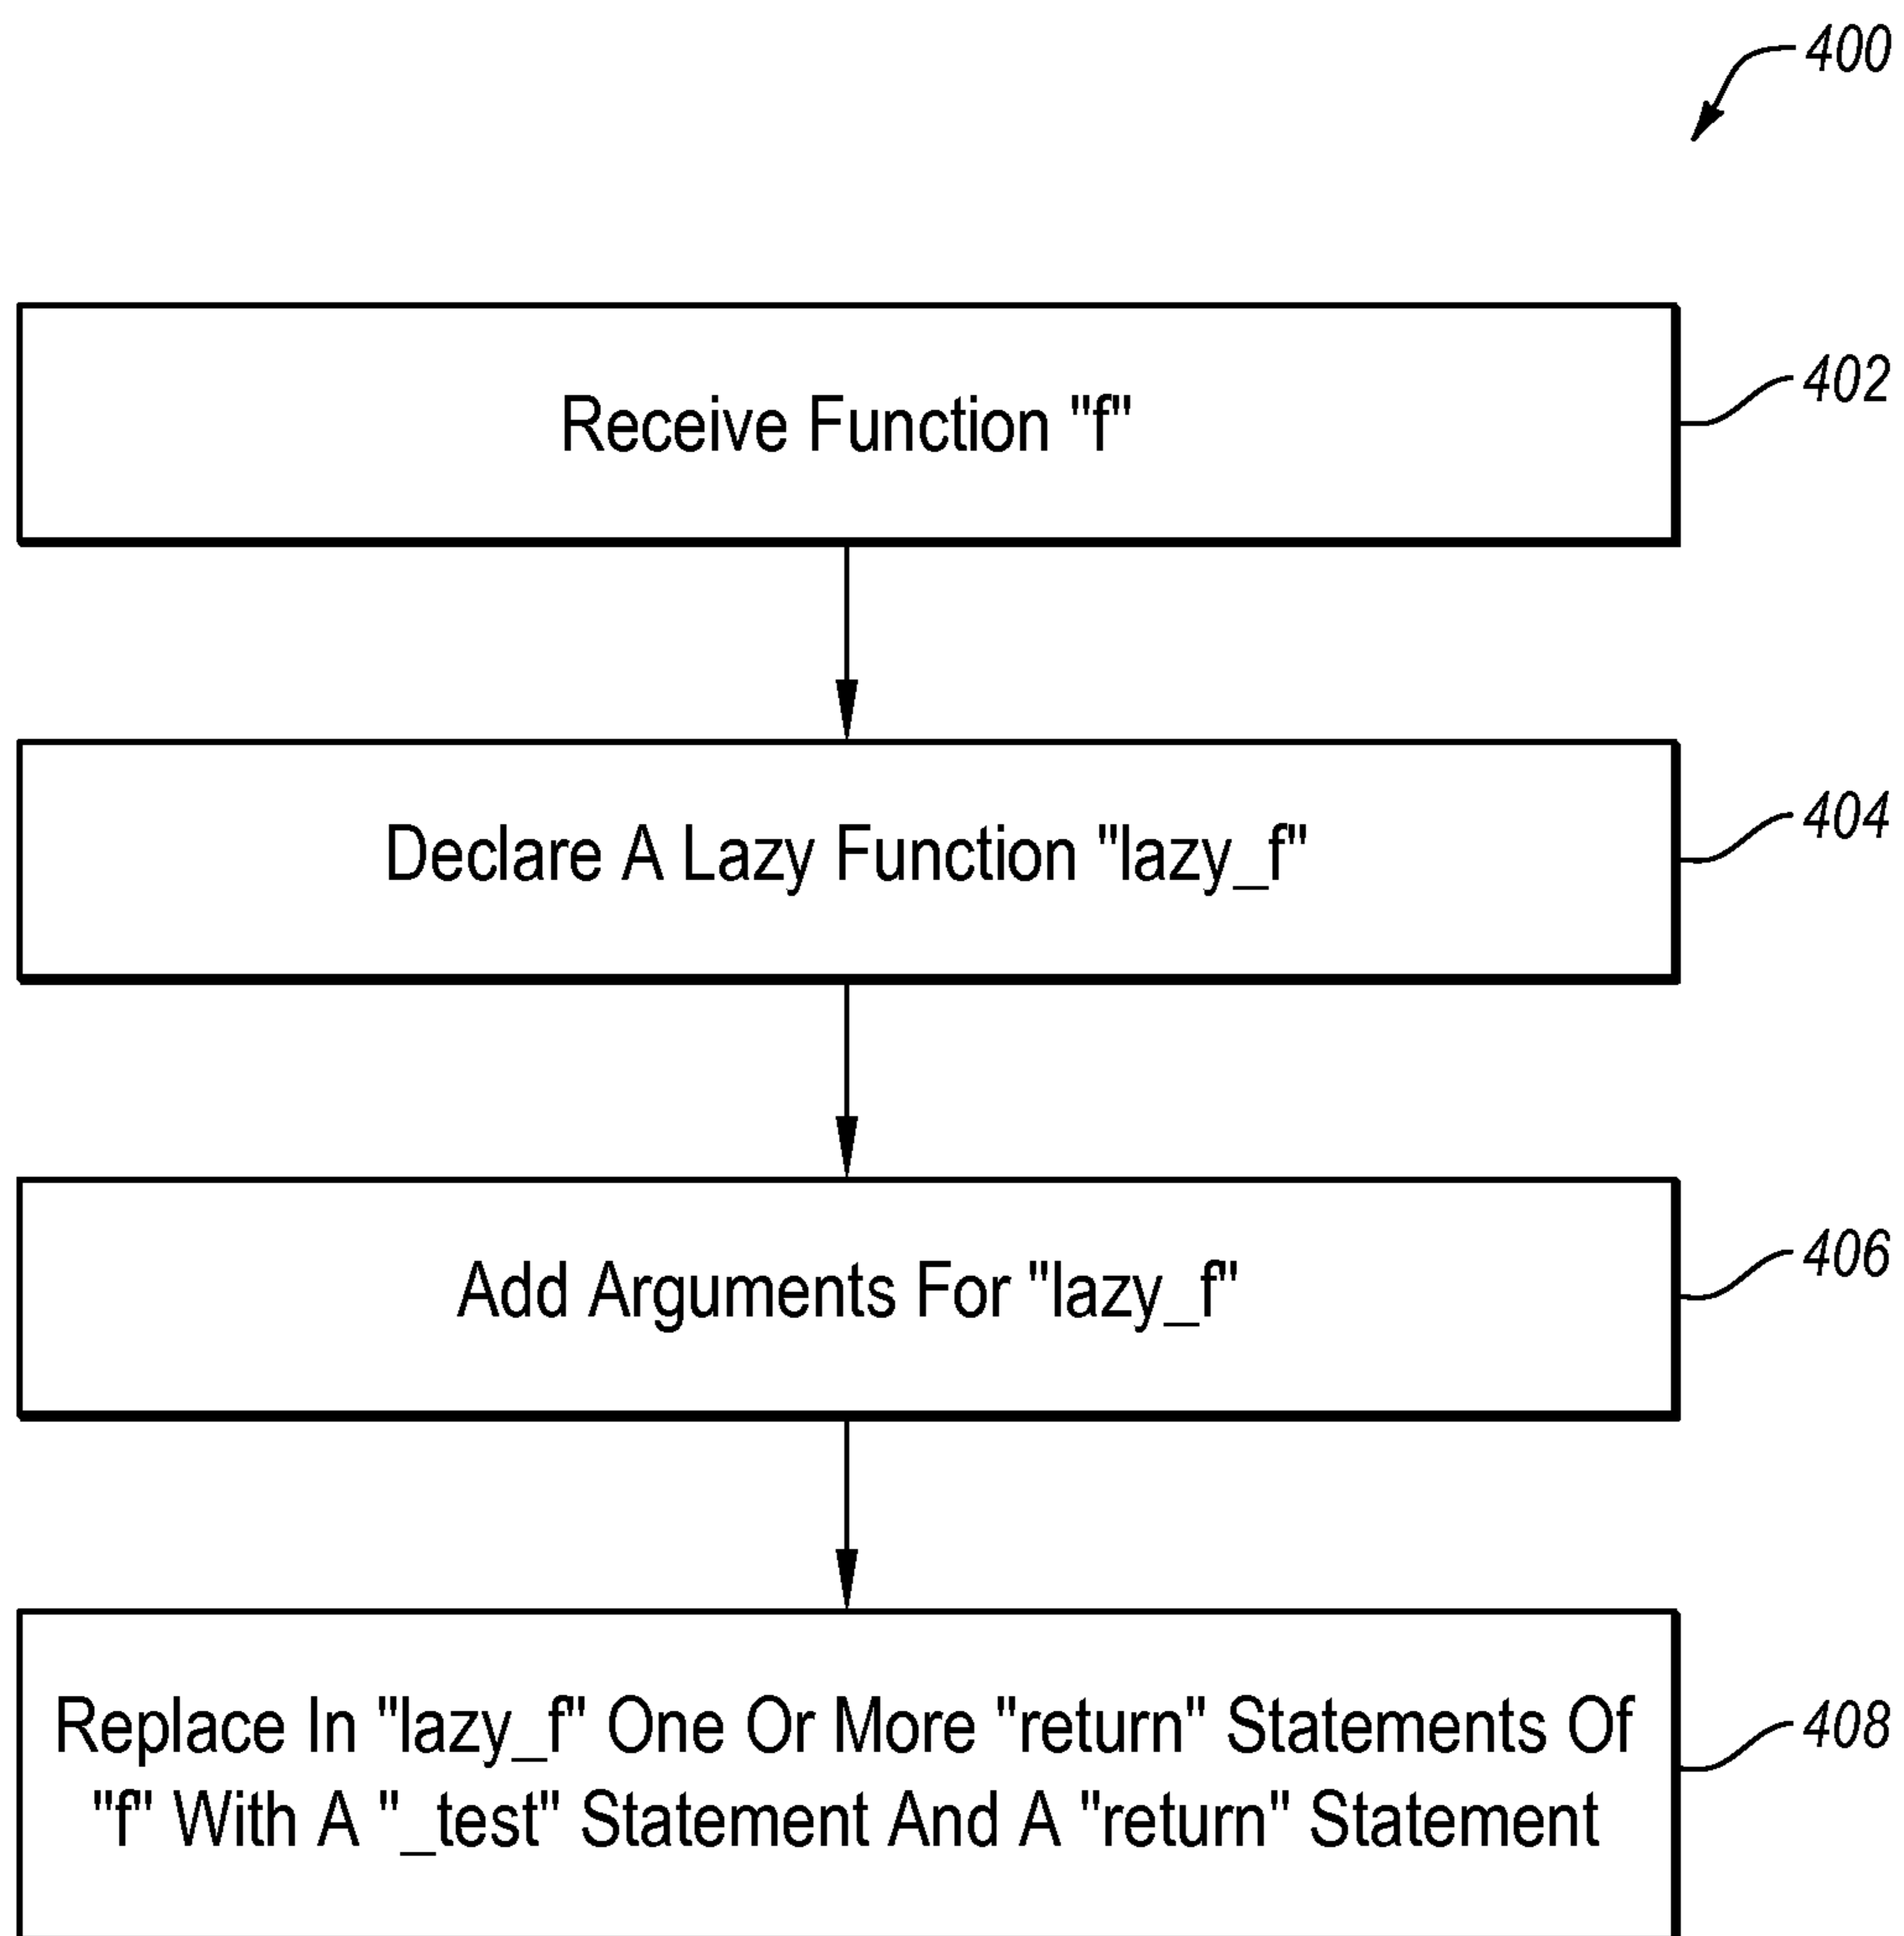 400
Receive Function "f"
402
Declare A Lazy Function "lazy_f"
404
Add Arguments For "lazy_f"
406
Replace In "lazy_f" One Or More "return" Statements Of
"f" With A "_test" Statement And A "return" Statement
408